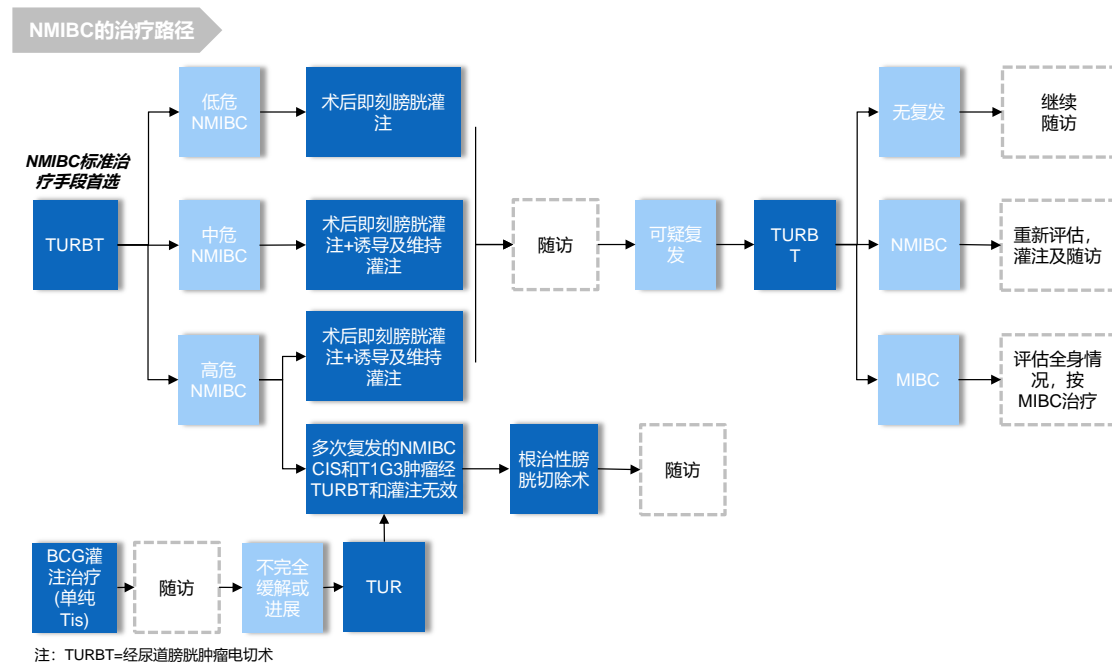 NMIBC的治疗路径
NMIBC标准治
疗手段首选
TURBT
低危
NMIBC
术后即刻膀胱灌
注
中危
NMIBC
术后即刻膀胱灌
注+诱导及维持
灌注
高危
NMIBC
术后即刻膀胱灌
注+诱导及维持
灌注
多次复发的NMIBC
CIS和T1G3肿瘤经
TURBT和灌注无效
根治性膀
胱切除术
随访
随访
可疑复
发
TURB
T
无复发
继续
随访
NMIBC
重新评估，
灌注及随访
MIBC
评估全身情
况，按
MIBC治疗
BCG灌
注治疗
(单纯
Tis)
随访
不完全
缓解或
进展
TUR
注：TURBT=经尿道膀胱肿瘤电切术